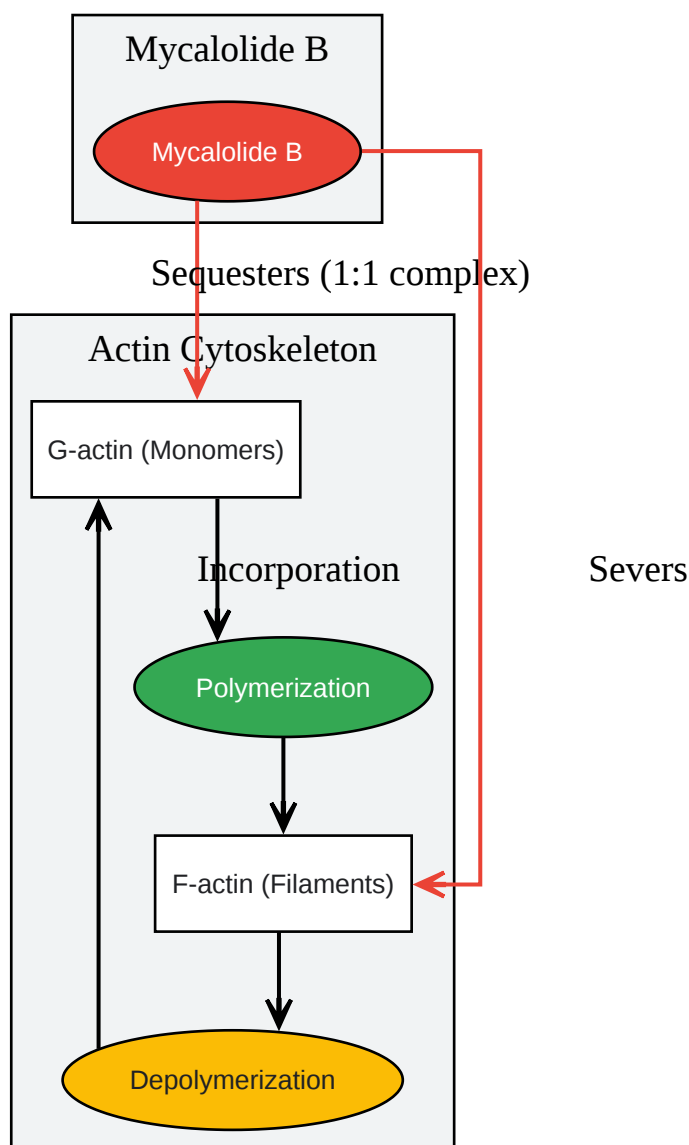 Mycalolide B
Mycalolide B
Sequesters (1:1 complex)
Actin Cytoskeleton
G-actin (Monomers)
Incorporation
Severs
Polymerization
F-actin (Filaments)
Depolymerization